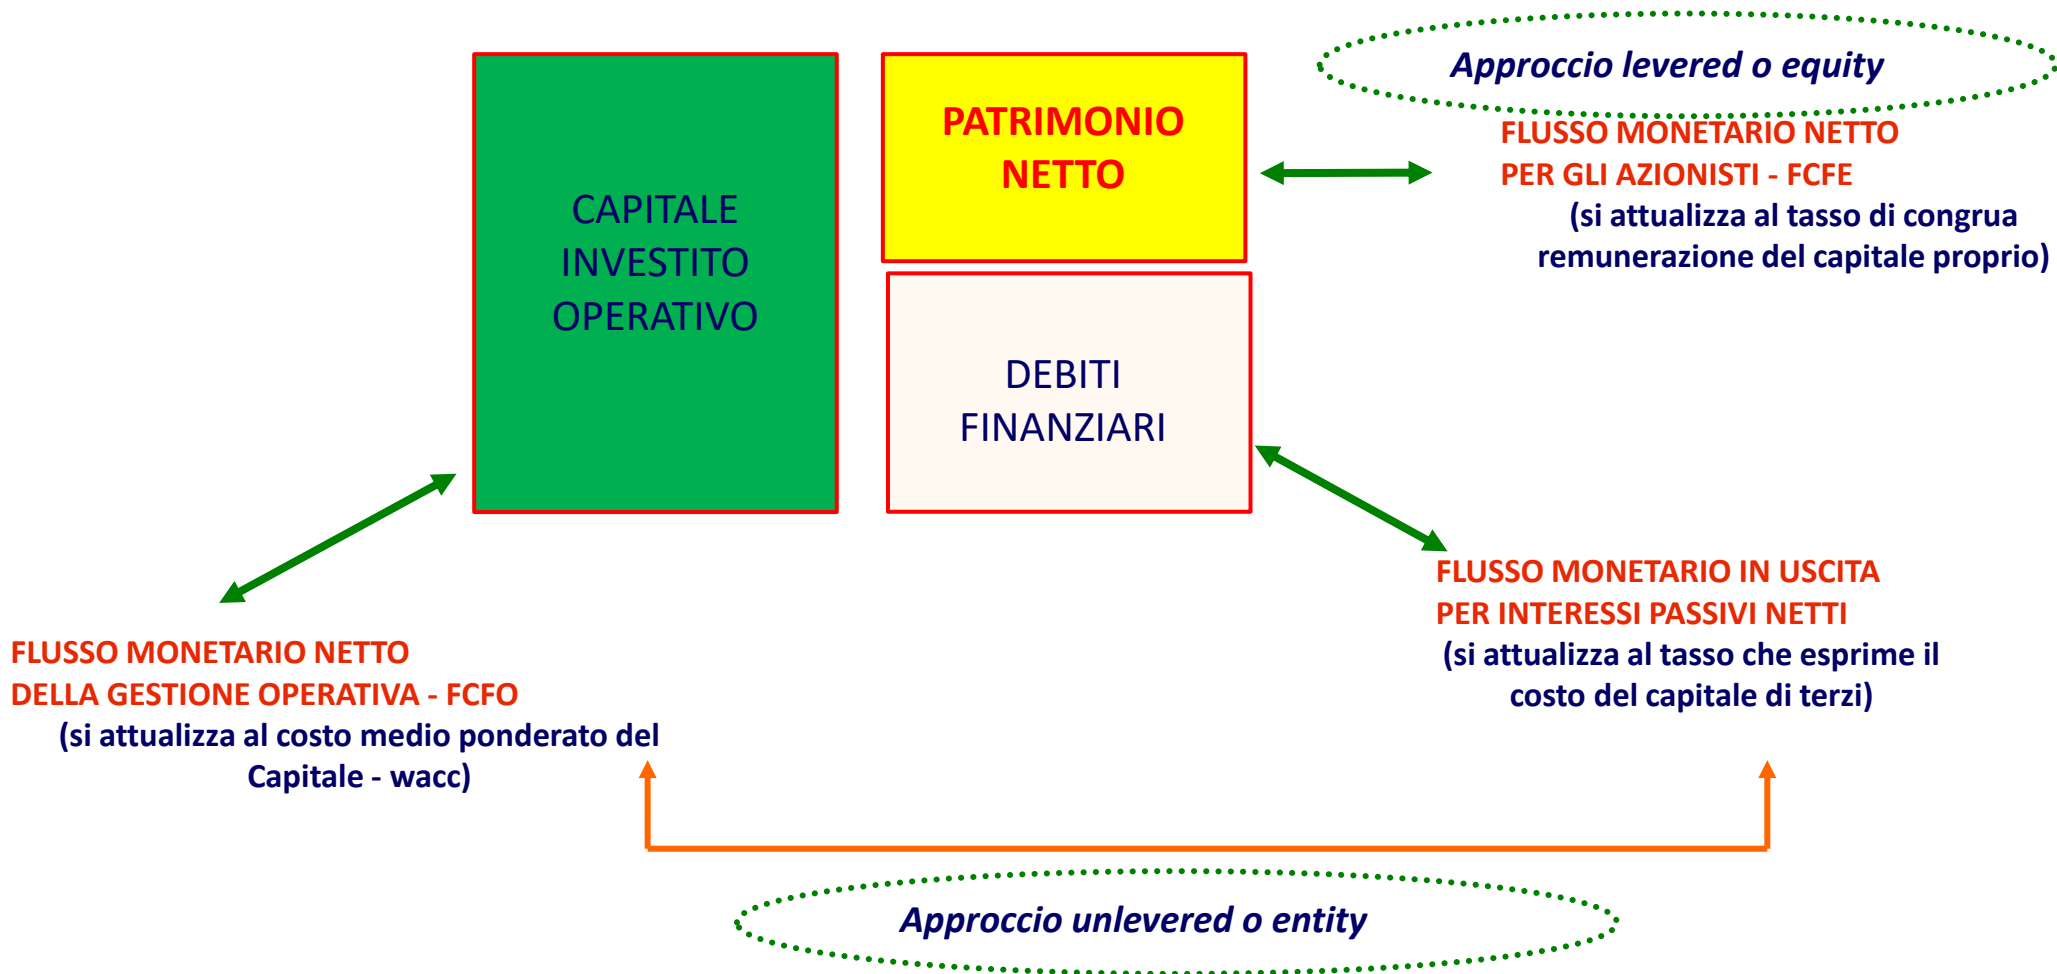 Approccio levered o equity
CAPITALE
INVESTITO
OPERATIVO
PATRIMONIO
NETTO
FLUSSO MONETARIO NETTO
PER GLI AZIONISTI - FCFE
(si attualizza al tasso di congrua
remunerazione del capitale proprio)
DEBITI
FINANZIARI
FLUSSO MONETARIO IN USCITA
PER INTERESSI PASSIVI NETTI
(si attualizza al tasso che esprime il
costo del capitale di terzi)
FLUSSO MONETARIO NETTO
DELLA GESTIONE OPERATIVA - FCFO
(si attualizza al costo medio ponderato del
Capitale - wacc)
Approccio unlevered o entity